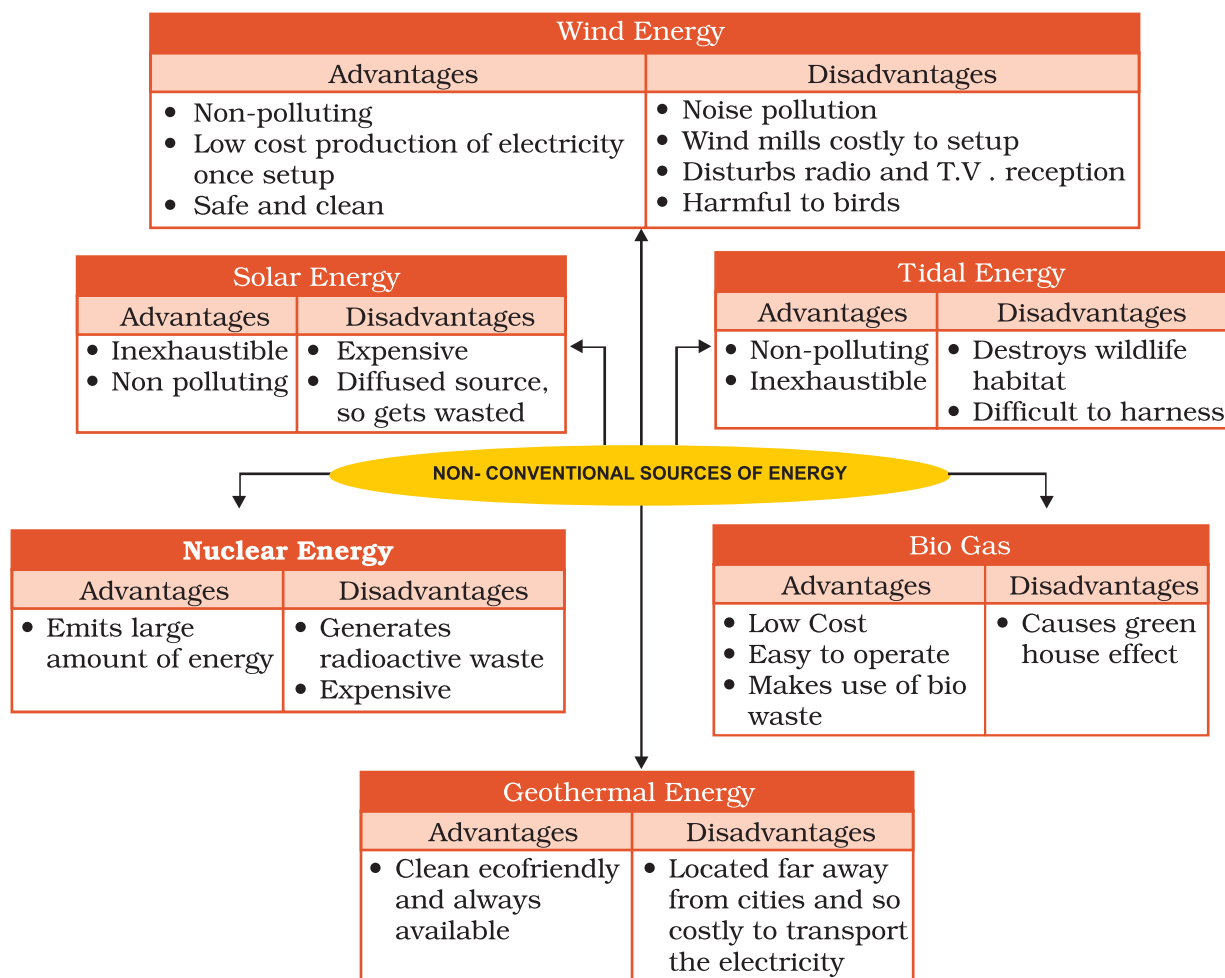 Wind Energy
Advantages
Disadvantages
• Non-polluting
• Low cost production of electricity
once setup
• Safe and clean
• Noise pollution
• Wind mills costly to setup
• Disturbs radio and T.V . reception
• Harmful to birds
Solar Energy
Advantages
Disadvantages
• Inexhaustible
• Non polluting
• Expensive
• Diffused source,
so gets wasted
Tidal Energy
Advantages
Disadvantages
• Non-polluting
• Inexhaustible
• Destroys wildlife
habitat
• Difficult to harness
NON- CONVENTIONAL SOURCES OF ENERGY
Nuclear Energy
Advantages
Disadvantages
• Emits large
amount of energy
• Generates
radioactive waste
• Expensive
Bio Gas
Advantages
Disadvantages
• Low Cost
• Easy to operate
• Makes use of bio
waste
• Causes green
house effect
Geothermal Energy
Advantages
Disadvantages
• Clean ecofriendly
and always
available
• Located far away
from cities and so
costly to transport
the electricity